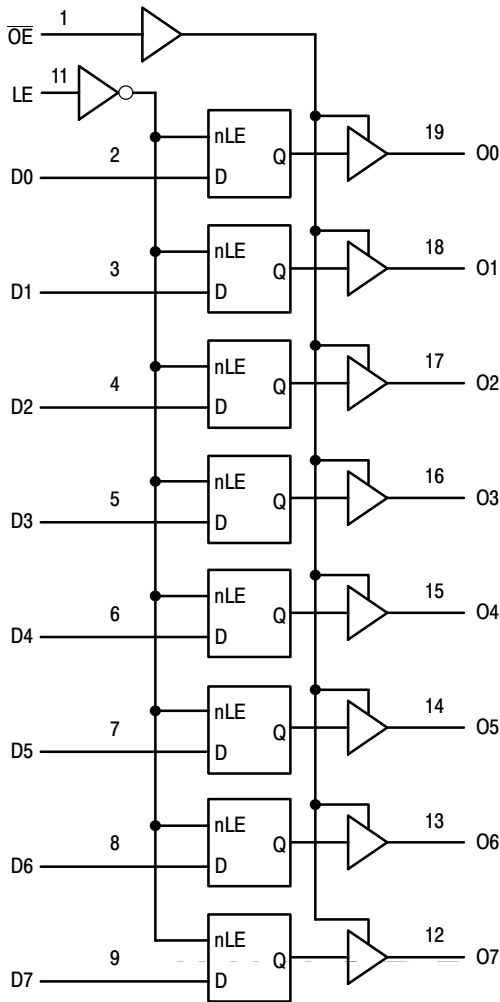 OE 1
LE 11
nLE
D0 2 D Q 19 O0
nLE
D1 3 D Q 18 O1
nLE
D2 4 D Q 17 O2
nLE
D3 5 D Q 16 O3
nLE
D4 6 D Q 15 O4
nLE
D5 7 D Q 14 O5
nLE
D6 8 D Q 13 O6
nLE
D7 9 D Q 12 O7